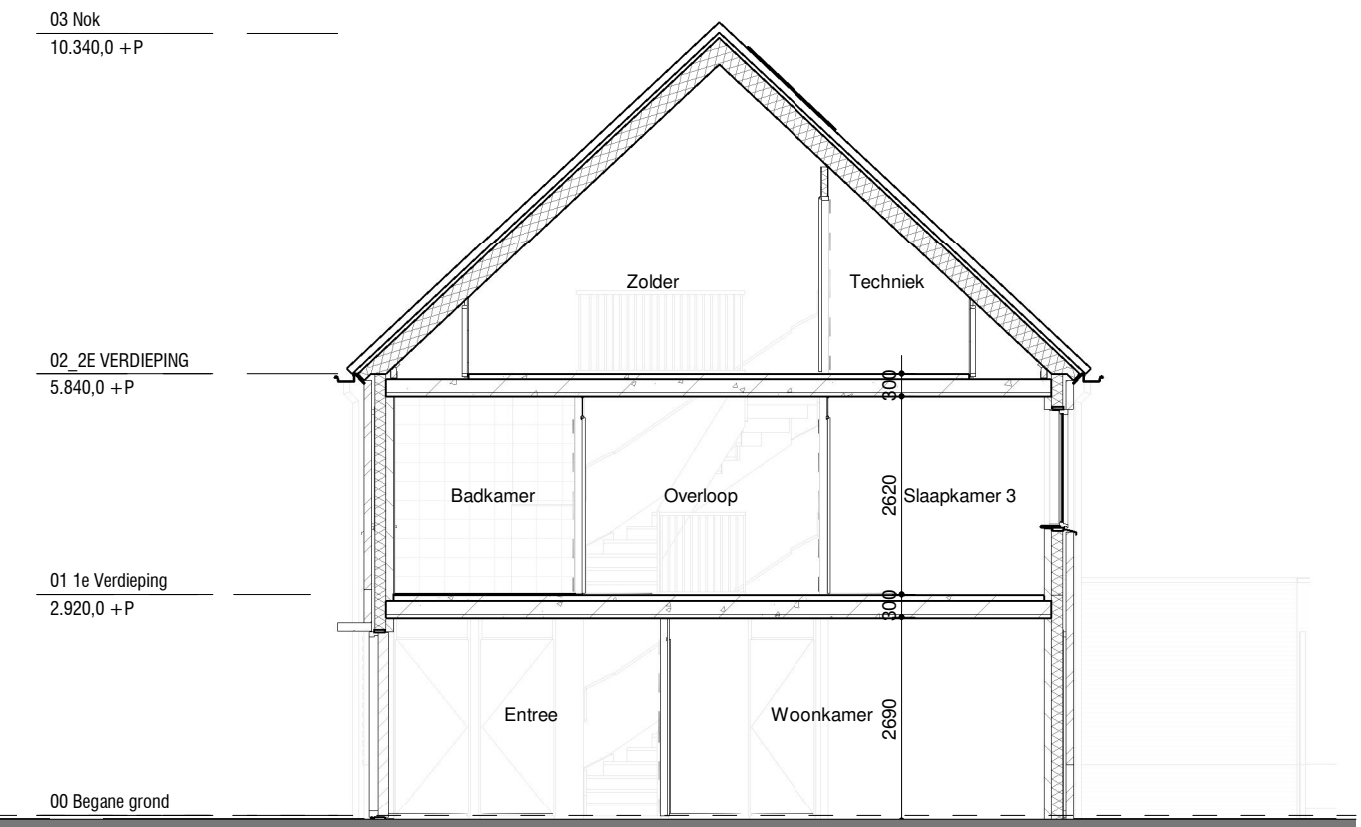 03 Nok
10.340,0 +P
Zolder
Techniek
02_2E VERDIEPING
5.840,0 +P
300
Badkamer
Overloop
2620
Slaapkamer 3
01 1e Verdieping
2.920,0 +P
300
Entree
Woonkamer
2690
00 Begane grond